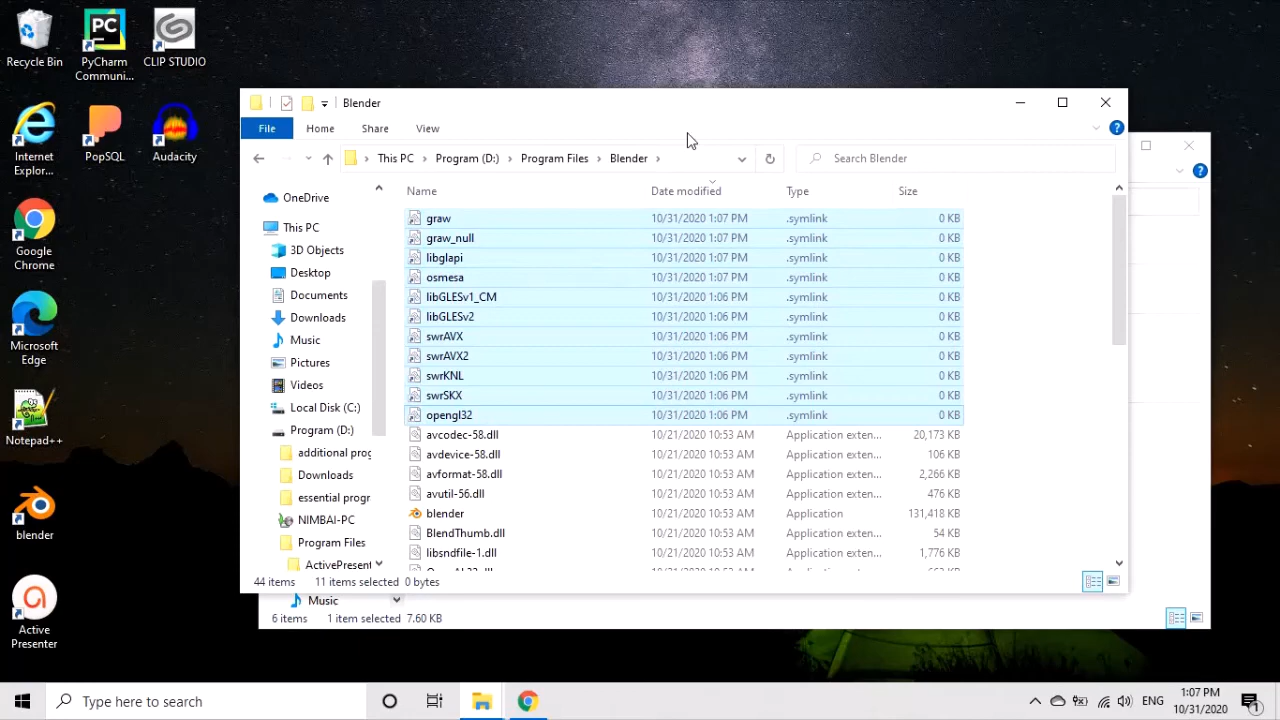 Recycle Bin
PyCharm
Communi...
CLIP STUDIO
Internet
Explor...
PopSQL
Audacity
Google
Chrome
Microsoft
Edge
Notepad++
blender
Active
Presenter
Blender
File Home Share View
This PC > Program (D:) > Program Files > Blender >
Search Blender
OneDrive
This PC
3D Objects
Desktop
Documents
Downloads
Music
Pictures
Videos
Local Disk (C:)
Program (D:)
additional prog
Downloads
essential progr
NIMBAI-PC
Program Files
ActivePresent
Name Date modified Type Size
graw 10/31/2020 1:07 PM .symlink 0 KB
graw_null 10/31/2020 1:07 PM .symlink 0 KB
libglapi 10/31/2020 1:07 PM .symlink 0 KB
osmesa 10/31/2020 1:07 PM .symlink 0 KB
libGLESv1_CM 10/31/2020 1:06 PM .symlink 0 KB
libGLESv2 10/31/2020 1:06 PM .symlink 0 KB
swrAVX 10/31/2020 1:06 PM .symlink 0 KB
swrAVX2 10/31/2020 1:06 PM .symlink 0 KB
swrKNL 10/31/2020 1:06 PM .symlink 0 KB
swrSKX 10/31/2020 1:06 PM .symlink 0 KB
opengl32 10/31/2020 1:06 PM .symlink 0 KB
avcodec-58.dll 10/21/2020 10:53 AM Application exten... 20,173 KB
avdevice-58.dll 10/21/2020 10:53 AM Application exten... 106 KB
avformat-58.dll 10/21/2020 10:53 AM Application exten... 2,266 KB
avutil-56.dll 10/21/2020 10:53 AM Application exten... 476 KB
blender 10/21/2020 10:53 AM Application 131,418 KB
BlendThumb.dll 10/21/2020 10:53 AM Application exten... 54 KB
libsndfile-1.dll 10/21/2020 10:53 AM Application exten... 1,776 KB
44 items 11 items selected 0 bytes
Music
6 items 1 item selected 7.60 KB
Type here to search
ENG
1:07 PM
10/31/2020